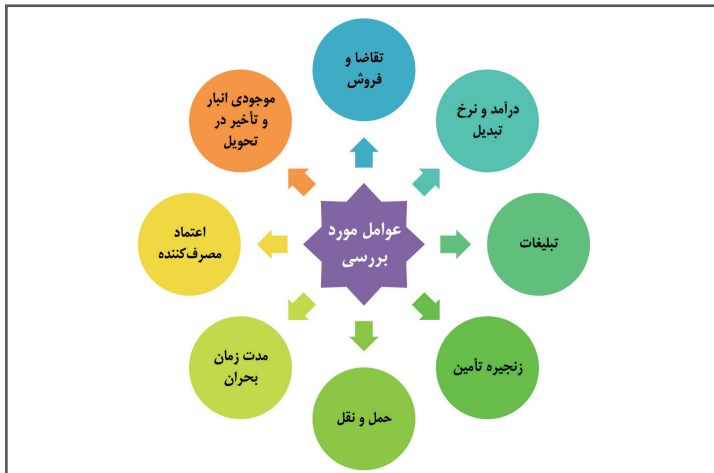 عوامل مورد
بررسی
تقاضا و
فروش
درآمد و نرخ
تبدیل
تبلیغات
زنجیره تأمین
حمل و نقل
مدت زمان
بحران
اعتماد
مصرف‌کننده
موجودی انبار
و تأخیر در
تحویل